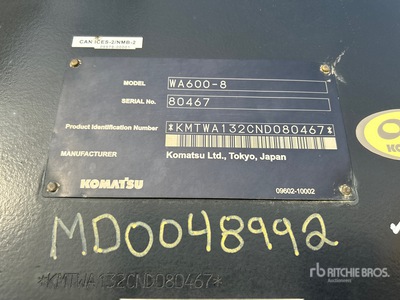 CAN ICES-2/NMB-2
MODEL WA600-8
SERIAL No. 80467
Product Identification Number *KMTWA132CND080467*
MANUFACTURER Komatsu Ltd., Tokyo, Japan
KOMATSU 09602-10002
MD0048992
*KMTWA132CND080467*
rb RITCHIE BROS.